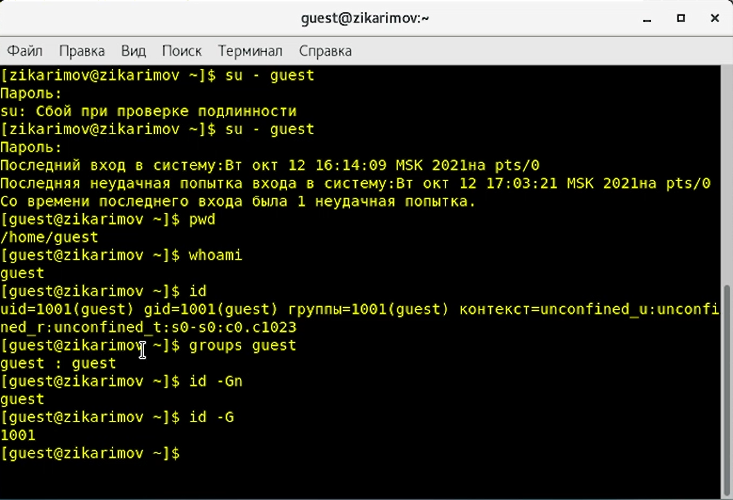 guest@zikarimov:~
Файл Правка Вид Поиск Терминал Справка
[zikarimov@zikarimov ~]$ su - guest
Пароль:
su: Сбой при проверке подлинности
[zikarimov@zikarimov ~]$ su - guest
Пароль:
Последний вход в систему:Вт окт 12 16:14:09 MSK 2021на pts/0
Последняя неудачная попытка входа в систему:Вт окт 12 17:03:21 MSK 2021на pts/0
Со времени последнего входа была 1 неудачная попытка.
[guest@zikarimov ~]$ pwd
/home/guest
[guest@zikarimov ~]$ whoami
guest
[guest@zikarimov ~]$ id
uid=1001(guest) gid=1001(guest) группы=1001(guest) контекст=unconfined_u:unconfi
ned_r:unconfined_t:s0-s0:c0.c1023
[guest@zikarimov ~]$ groups guest
guest : guest
[guest@zikarimov ~]$ id -Gn
guest
[guest@zikarimov ~]$ id -G
1001
[guest@zikarimov ~]$